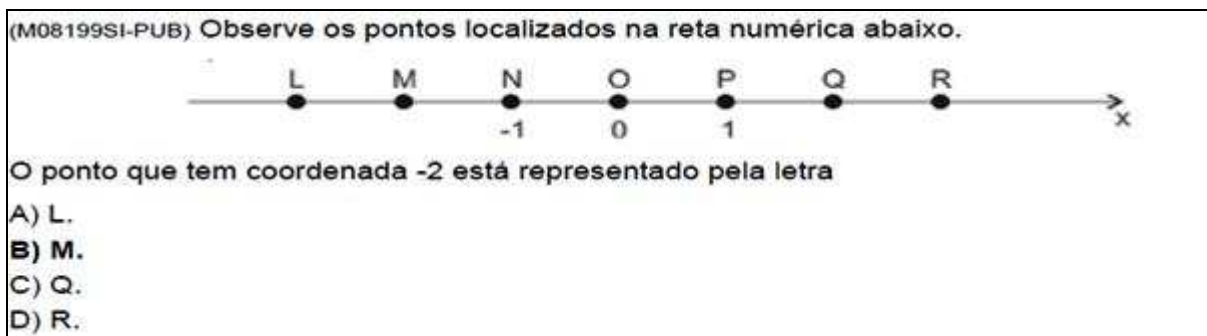 (M08199SI-PUB) Observe os pontos localizados na reta numérica abaixo.
L M N O P Q R
-1 0 1 x
O ponto que tem coordenada -2 está representado pela letra
A) L.
B) M.
C) Q.
D) R.